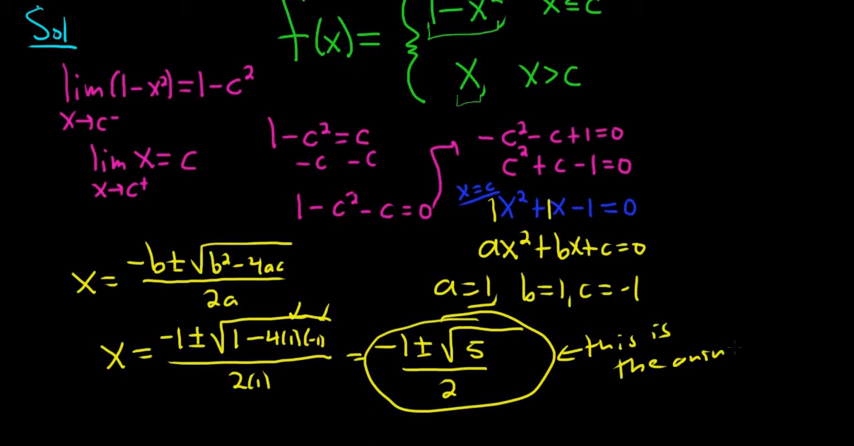 Sol
f(x) = { 1-x² x≤c
x x>c
lim (1-x²) = 1-c²
x→c⁻
lim x = c
x→c⁺
1-c² = c
-c -c
1-c²-c = 0
-c²-c+1=0
c²+c-1=0
x=c 1x²+1x-1=0
ax²+bx+c=0
a=1, b=1, c=-1
x = (-b±√(b²-4ac))/(2a)
x = (-1±√(1-4(1)(-1)))/(2(1)) = (-1±√5)/2
← this is
the